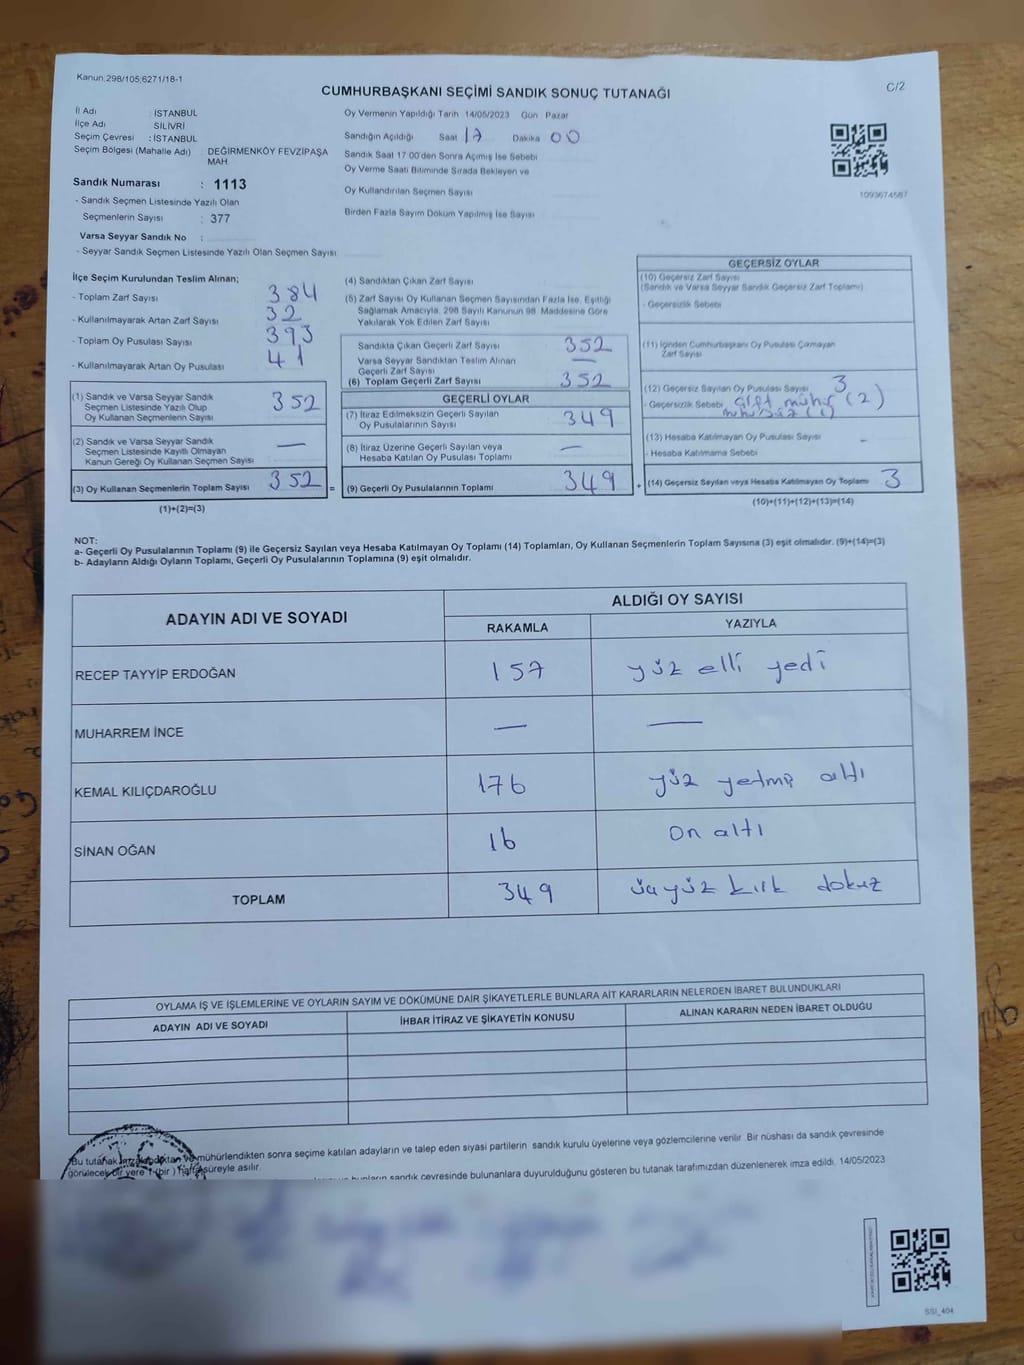 Kanun;298/105;6271/18-1
C/2
CUMHURBAŞKANI SEÇİMİ SANDIK SONUÇ TUTANAĞI
İl Adı : İSTANBUL
İlçe Adı SİLİVRİ
Seçim Çevresi : İSTANBUL
Seçim Bölgesi (Mahalle Adı) DEĞİRMENKÖY FEVZİPAŞA
MAH.
Sandık Numarası : 1113
- Sandık Seçmen Listesinde Yazılı Olan
Seçmenlerin Sayısı : 377
Varsa Seyyar Sandık No :
- Seyyar Sandık Seçmen Listesinde Yazılı Olan Seçmen Sayısı
Oy Vermenin Yapıldığı Tarih 14/05/2023 Gün Pazar
Sandığın Açıldığı Saat 17 Dakika 00
Sandık Saat 17:00'den Sonra Açılmış İse Sebebi
Oy Verme Saati Bitiminde Sırada Bekleyen ve
Oy Kullandırılan Seçmen Sayısı
Birden Fazla Sayım Döküm Yapılmış İse Sayısı
1093674587
İlçe Seçim Kurulundan Teslim Alınan;
- Toplam Zarf Sayısı 384
- Kullanılmayarak Artan Zarf Sayısı 32
- Toplam Oy Pusulası Sayısı 393
- Kullanılmayarak Artan Oy Pusulası 41
(1) Sandık ve Varsa Seyyar Sandık
Seçmen Listesinde Yazılı Olup
Oy Kullanan Seçmenlerin Sayısı 352
(2) Sandık ve Varsa Seyyar Sandık
Seçmen Listesinde Kayıtlı Olmayan
Kanun Gereği Oy Kullanan Seçmen Sayısı —
(3) Oy Kullanan Seçmenlerin Toplam Sayısı 352 =
(1)+(2)=(3)
(4) Sandıktan Çıkan Zarf Sayısı
(5) Zarf Sayısı Oy Kullanan Seçmen Sayısından Fazla İse, Eşitliği
Sağlamak Amacıyla, 298 Sayılı Kanunun 98. Maddesine Göre
Yakılarak Yok Edilen Zarf Sayısı
Sandıkta Çıkan Geçerli Zarf Sayısı 352
Varsa Seyyar Sandıktan Teslim Alınan
Geçerli Zarf Sayısı —
(6) Toplam Geçerli Zarf Sayısı 352
GEÇERLİ OYLAR
(7) İtiraz Edilmeksizin Geçerli Sayılan
Oy Pusulalarının Sayısı 349
(8) İtiraz Üzerine Geçerli Sayılan veya
Hesaba Katılan Oy Pusulası Toplamı —
(9) Geçerli Oy Pusulalarının Toplamı 349 +
GEÇERSİZ OYLAR
(10) Geçersiz Zarf Sayısı
(Sandık ve Varsa Seyyar Sandık Geçersiz Zarf Toplamı)
- Geçersizlik Sebebi
(11) İçinden Cumhurbaşkanı Oy Pusulası Çıkmayan
Zarf Sayısı
(12) Geçersiz Sayılan Oy Pusulası Sayısı 3
- Geçersizlik Sebebi Çift mühür (2)
mühürsüz (1)
(13) Hesaba Katılmayan Oy Pusulası Sayısı -
- Hesaba Katılmama Sebebi
(14) Geçersiz Sayılan veya Hesaba Katılmayan Oy Toplamı 3
(10)+(11)+(12)+(13)=(14)
NOT:
a- Geçerli Oy Pusulalarının Toplamı (9) ile Geçersiz Sayılan veya Hesaba Katılmayan Oy Toplamı (14) Toplamları, Oy Kullanan Seçmenlerin Toplam Sayısına (3) eşit olmalıdır. (9)+(14)=(3)
b- Adayların Aldığı Oyların Toplamı, Geçerli Oy Pusulalarının Toplamına (9) eşit olmalıdır.
ADAYIN ADI VE SOYADI
ALDIĞI OY SAYISI
RAKAMLA YAZIYLA
RECEP TAYYİP ERDOĞAN 157 yüz elli yedi
MUHARREM İNCE — —
KEMAL KILIÇDAROĞLU 176 yüz yetmiş altı
SİNAN OĞAN 16 on altı
TOPLAM 349 üçyüz kırk dokuz
OYLAMA İŞ VE İŞLEMLERİNE VE OYLARIN SAYIM VE DÖKÜMÜNE DAİR ŞİKAYETLERLE BUNLARA AİT KARARLARIN NELERDEN İBARET BULUNDUKLARI
ADAYIN ADI VE SOYADI İHBAR İTİRAZ VE ŞİKAYETİN KONUSU ALINAN KARARIN NEDEN İBARET OLDUĞU
Bu tutanak mühürlendikten sonra seçime katılan adayların ve talep eden siyasi partilerin sandık kurulu üyelerine veya gözlemcilerine verilir. Bir nüshası da sandık çevresinde
görülecek bir yere 1 (bir) hafta süreyle asılır.
sandık çevresinde bulunanlara duyurulduğunu gösteren bu tutanak tarafımızdan düzenlenerek imza edildi. 14/05/2023
SSI_404